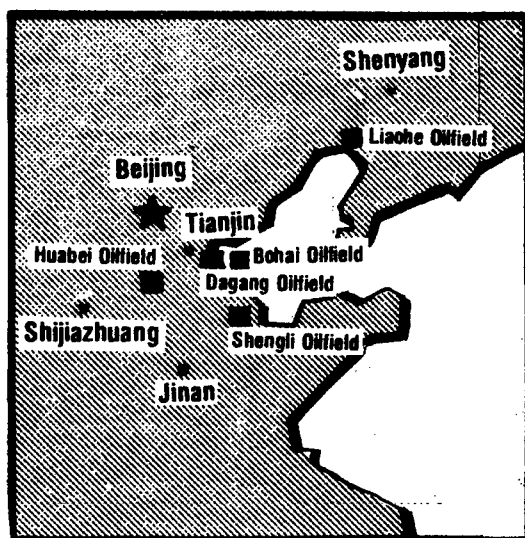 Shenyang
Liaohe Oilfield
Beijing
Tianjin
Huabei Oilfield
Bohai Oilfield
Dagang Oilfield
Shijiazhuang
Shengli Oilfield
Jinan